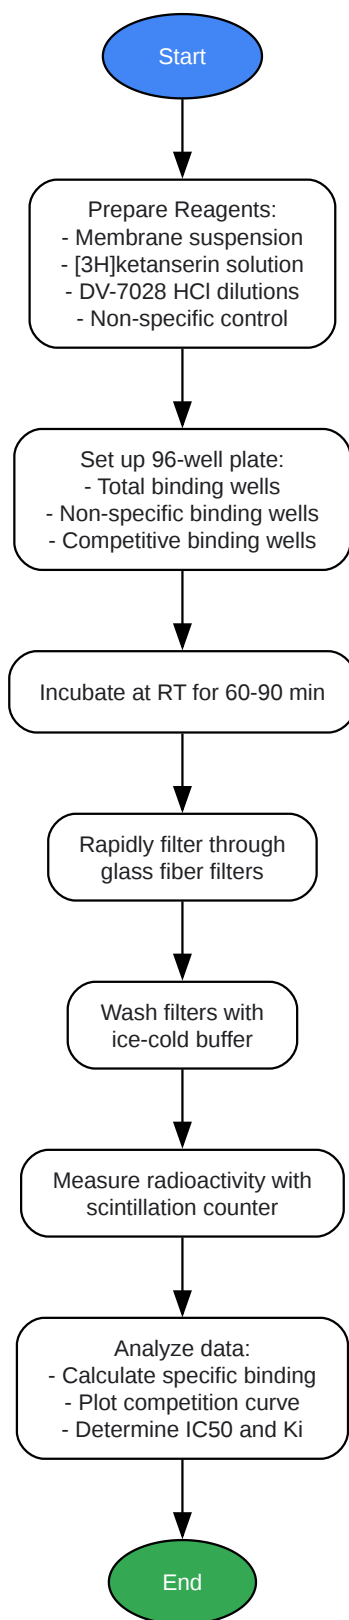 Start
Prepare Reagents:
- Membrane suspension
- [3H]ketanserin solution
- DV-7028 HCl dilutions
- Non-specific control
Set up 96-well plate:
- Total binding wells
- Non-specific binding wells
- Competitive binding wells
Incubate at RT for 60-90 min
Rapidly filter through
glass fiber filters
Wash filters with
ice-cold buffer
Measure radioactivity with
scintillation counter
Analyze data:
- Calculate specific binding
- Plot competition curve
- Determine IC50 and Ki
End